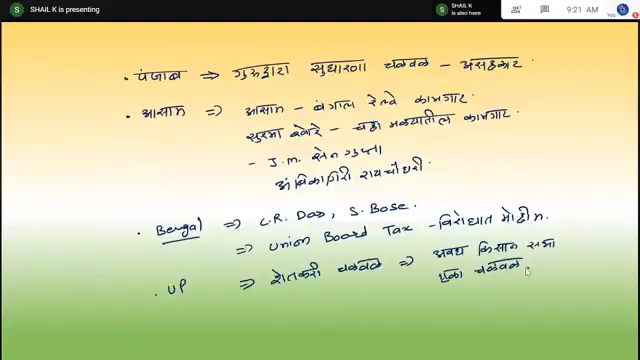 SHAIL K is presenting
SHAIL K is also here
9:21 AM
You
• पंजाब ⇒ गुरुद्वारा सुधारणा चळवळ - असहकार.
• आसाम ⇒ आसाम - बंगाल रेल्वे कामगार
सुरमा खोरे - चहा मळ्यातील कामगार
- J.M. सेन गुप्ता
अंबिकागिरी रायचौधरी.
• Bengal ⇒ C.R. Das, S. Bose.
⇒ Union Board Tax - विरोधात मोहीम.
• UP ⇒ शेतकरी चळवळ ⇒ अवध किसान सभा
एका चळवळ